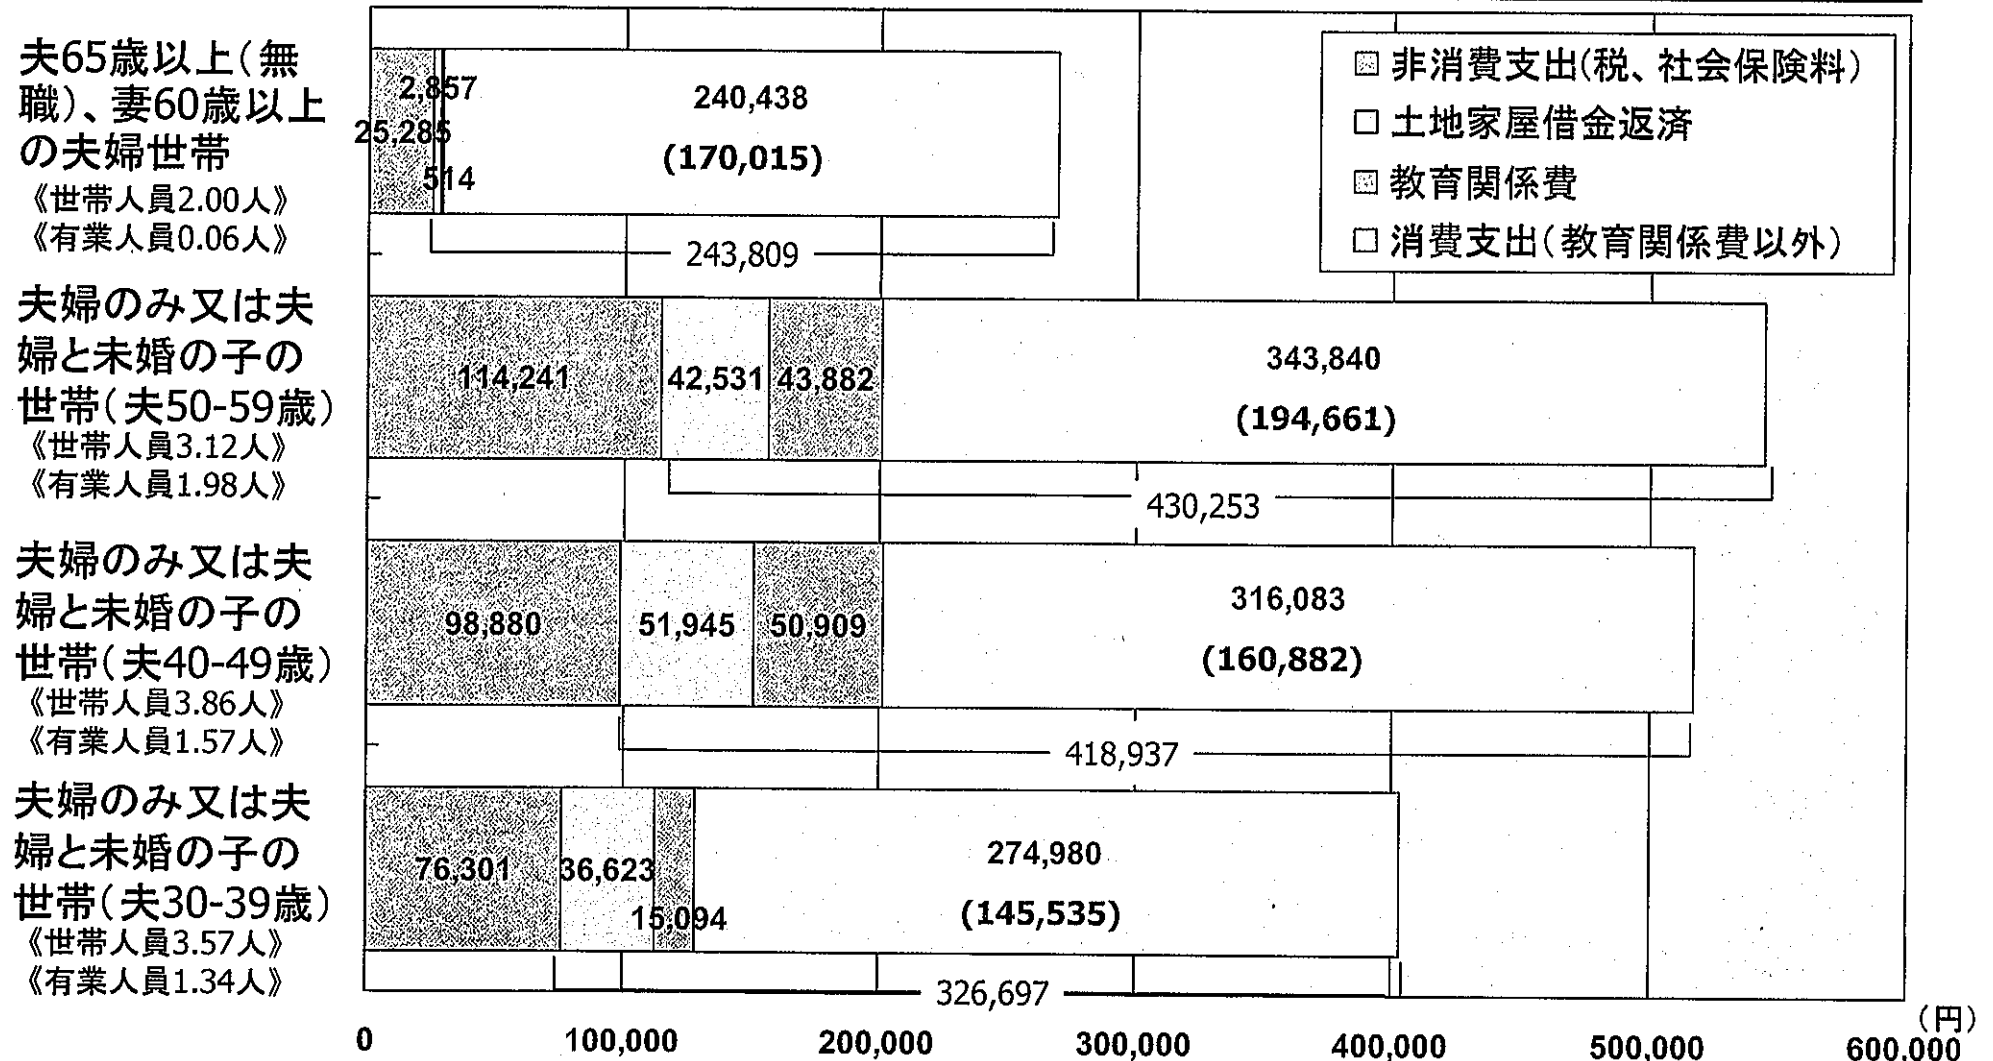 夫65歳以上(無
職)、妻60歳以上
の夫婦世帯
《世帯人員2.00人》
《有業人員0.06人》
2,857
25,285
514
240,438
(170,015)
243,809
非消費支出(税、社会保険料)
土地家屋借金返済
教育関係費
消費支出(教育関係費以外)
夫婦のみ又は夫
婦と未婚の子の
世帯(夫50-59歳)
《世帯人員3.12人》
《有業人員1.98人》
114,241
42,531
43,882
343,840
(194,661)
430,253
夫婦のみ又は夫
婦と未婚の子の
世帯(夫40-49歳)
《世帯人員3.86人》
《有業人員1.57人》
98,880
51,945
50,909
316,083
(160,882)
418,937
夫婦のみ又は夫
婦と未婚の子の
世帯(夫30-39歳)
《世帯人員3.57人》
《有業人員1.34人》
76,301
36,623
15,094
274,980
(145,535)
326,697
0 100,000 200,000 300,000 400,000 500,000 600,000
(円)